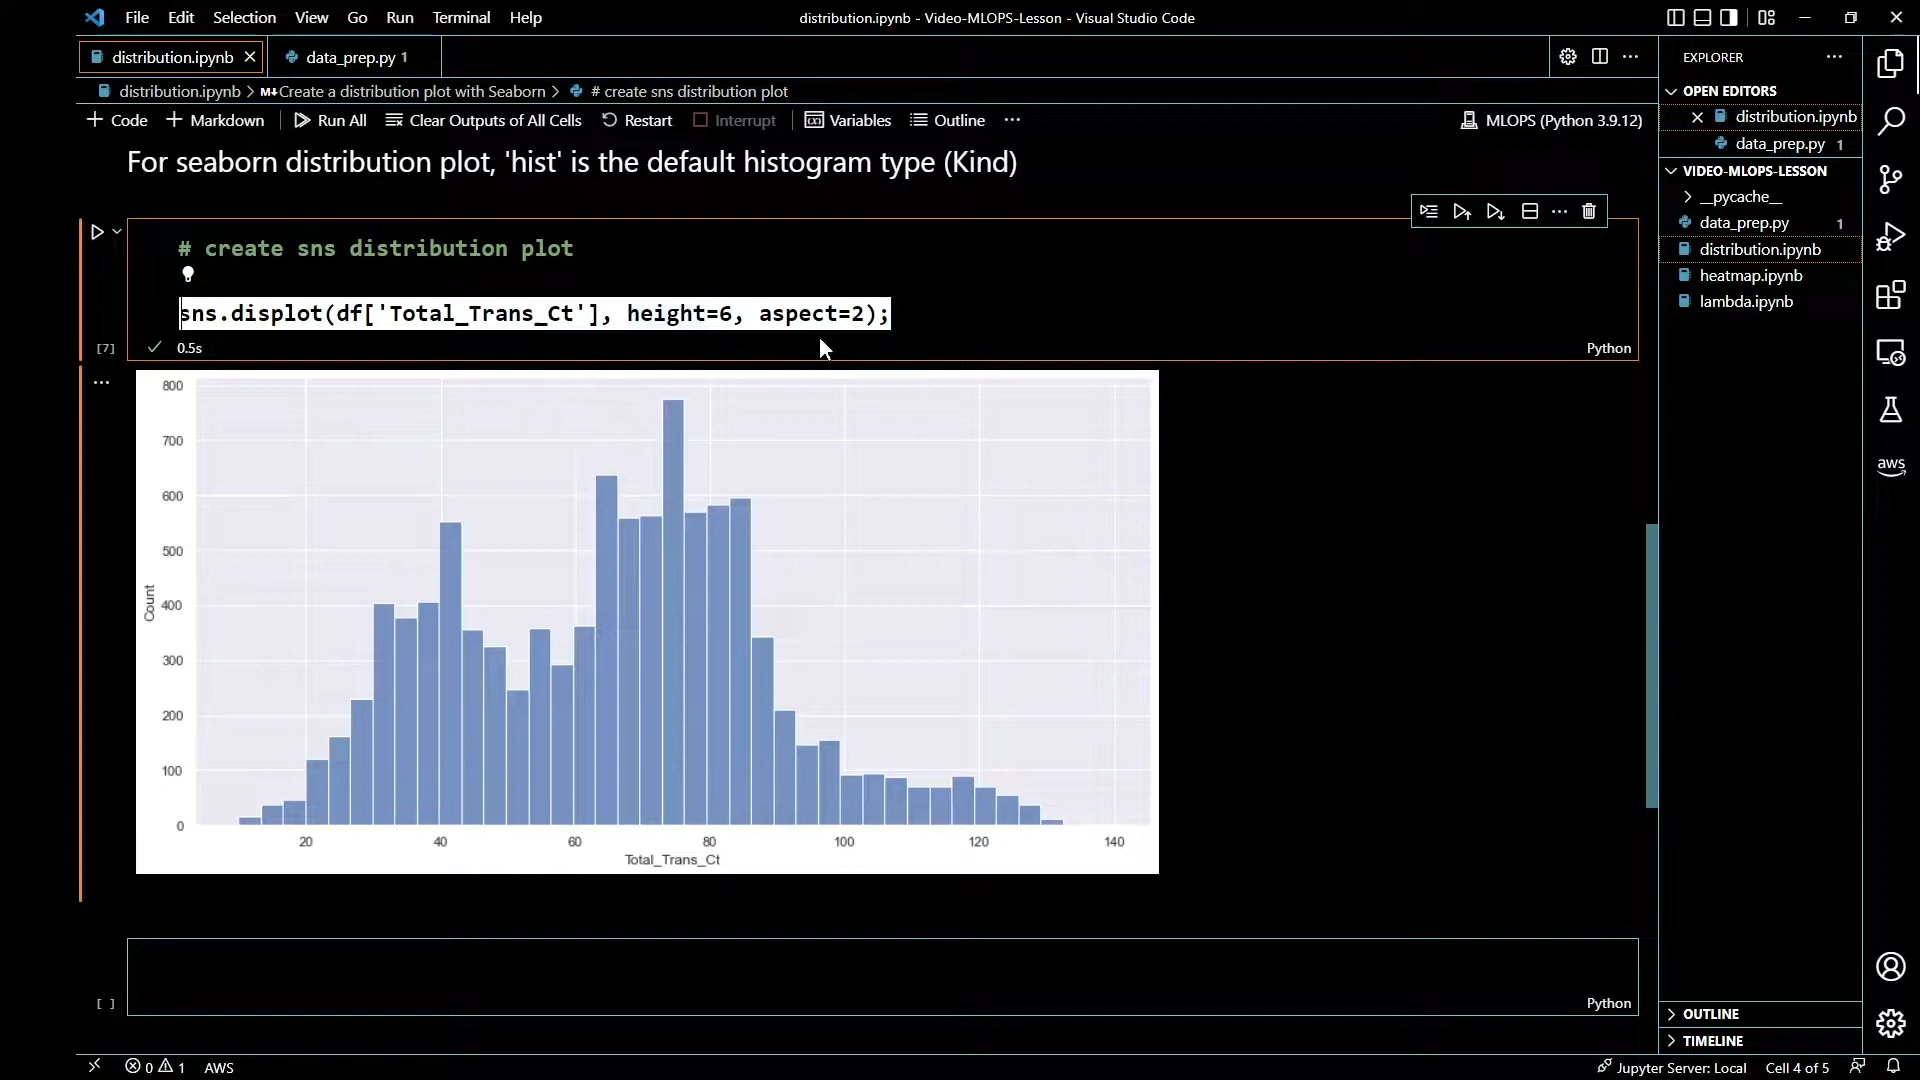 File Edit Selection View Go Run Terminal Help
distribution.ipynb - Video-MLOPS-Lesson - Visual Studio Code
distribution.ipynb
data_prep.py 1
distribution.ipynb > M↓Create a distribution plot with Seaborn > # create sns distribution plot
+ Code + Markdown Run All Clear Outputs of All Cells Restart Interrupt Variables Outline ...
MLOPS (Python 3.9.12)
For seaborn distribution plot, 'hist' is the default histogram type (Kind)
# create sns distribution plot
sns.displot(df['Total_Trans_Ct'], height=6, aspect=2);
[7]
0.5s
Python
800
700
600
500
400
300
200
100
0
Count
20 40 60 80 100 120 140
Total_Trans_Ct
[ ]
Python
EXPLORER
OPEN EDITORS
distribution.ipynb
data_prep.py 1
VIDEO-MLOPS-LESSON
__pycache__
data_prep.py 1
distribution.ipynb
heatmap.ipynb
lambda.ipynb
aws
OUTLINE
TIMELINE
0 1 AWS
Jupyter Server: Local Cell 4 of 5